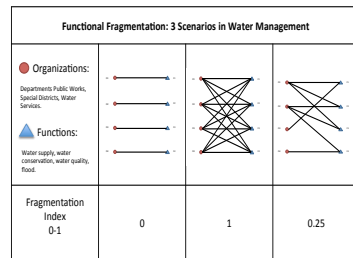 Functional Fragmentation: 3 Scenarios in Water Management
Organizations:
Departments Public Works,
Special Districts, Water
Services.
Functions:
Water supply, water
conservation, water quality,
flood.
Fragmentation
Index
0-1
0
1
0.25